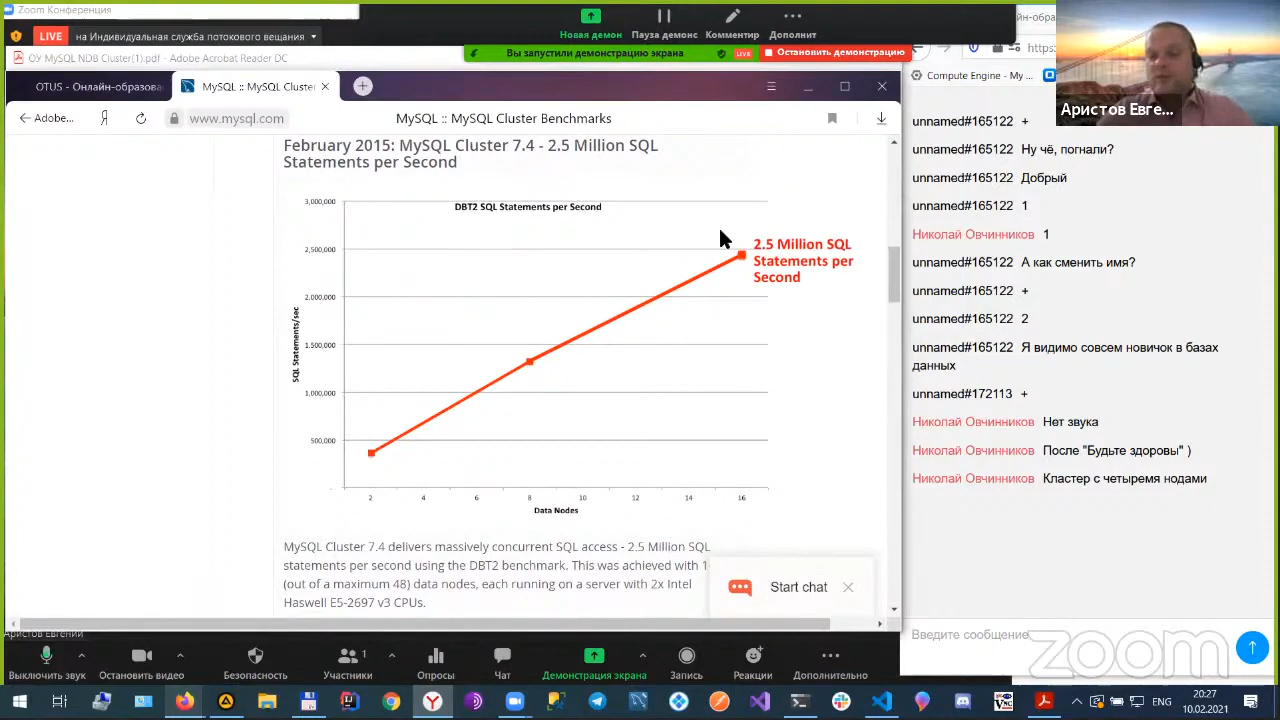 Zoom Конференция
LIVE на Индивидуальная служба потокового вещания
Новая демон Пауза демонс Комментир Дополнит
Вы запустили демонстрацию экрана LIVE Остановить демонстрацию
ОУ MySQL NDB Cluster(1).pdf - Adobe Acrobat Reader DC
OTUS - Онлайн-образова
MySQL :: MySQL Cluster
Adobe...
www.mysql.com
MySQL :: MySQL Cluster Benchmarks
February 2015: MySQL Cluster 7.4 - 2.5 Million SQL
Statements per Second
DBT2 SQL Statements per Second
3,000,000
2,500,000
2,000,000
1,500,000
1,000,000
500,000
-
SQL Statements/sec
2.5 Million SQL
Statements per
Second
2 4 6 8 10 12 14 16
Data Nodes
MySQL Cluster 7.4 delivers massively concurrent SQL access - 2.5 Million SQL
statements per second using the DBT2 benchmark. This was achieved with 1
(out of a maximum 48) data nodes, each running on a server with 2x Intel
Haswell E5-2697 v3 CPUs.
Start chat
Аристов Евгений
Выключить звук Остановить видео Безопасность Участники 1 Опросы Чат Демонстрация экрана Запись Реакции Дополнительно
йн-обра
https:
Compute Engine - My ...
Аристов Евге...
unnamed#165122 +
unnamed#165122 Ну чё, погнали?
unnamed#165122 Добрый
unnamed#165122 1
Николай Овчинников 1
unnamed#165122 А как сменить имя?
unnamed#165122 +
unnamed#165122 2
unnamed#165122 Я видимо совсем новичок в базах
данных
unnamed#172113 +
Николай Овчинников Нет звука
Николай Овчинников После "Будьте здоровы" )
Николай Овчинников Кластер с четыремя нодами
Введите сообщение
zoom
ENG
20:27
10.02.2021